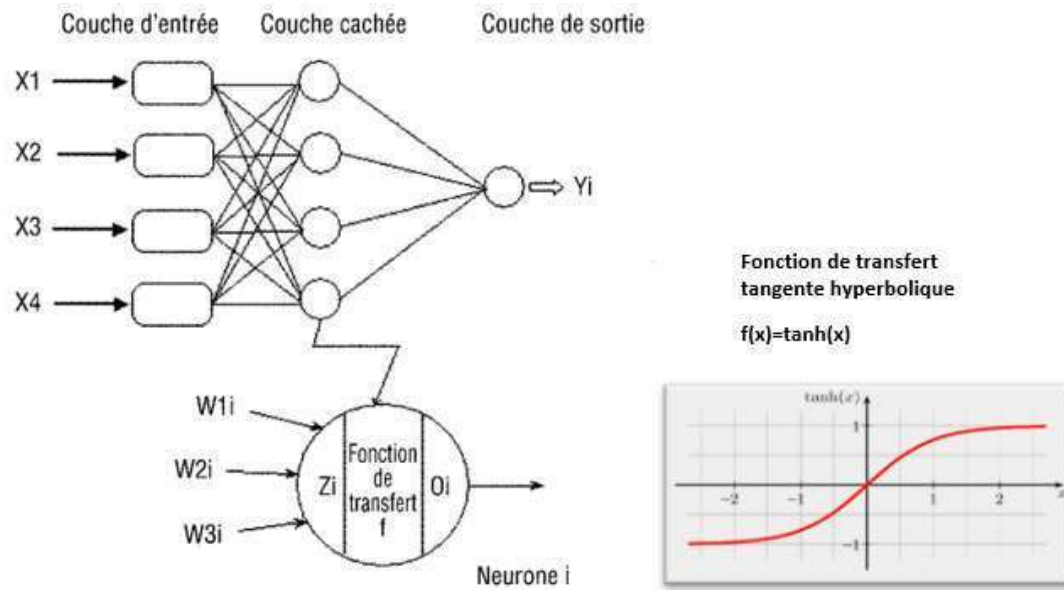 Couche d'entrée Couche cachée Couche de sortie
X1
X2
X3
X4
Yi
Fonction de transfert
tangente hyperbolique
f(x)=tanh(x)
W1i
W2i
W3i
Zi
Fonction
de
transfert
f
Oi
Neurone i
tanh(x)
1
−2 −1 1 2 x
−1